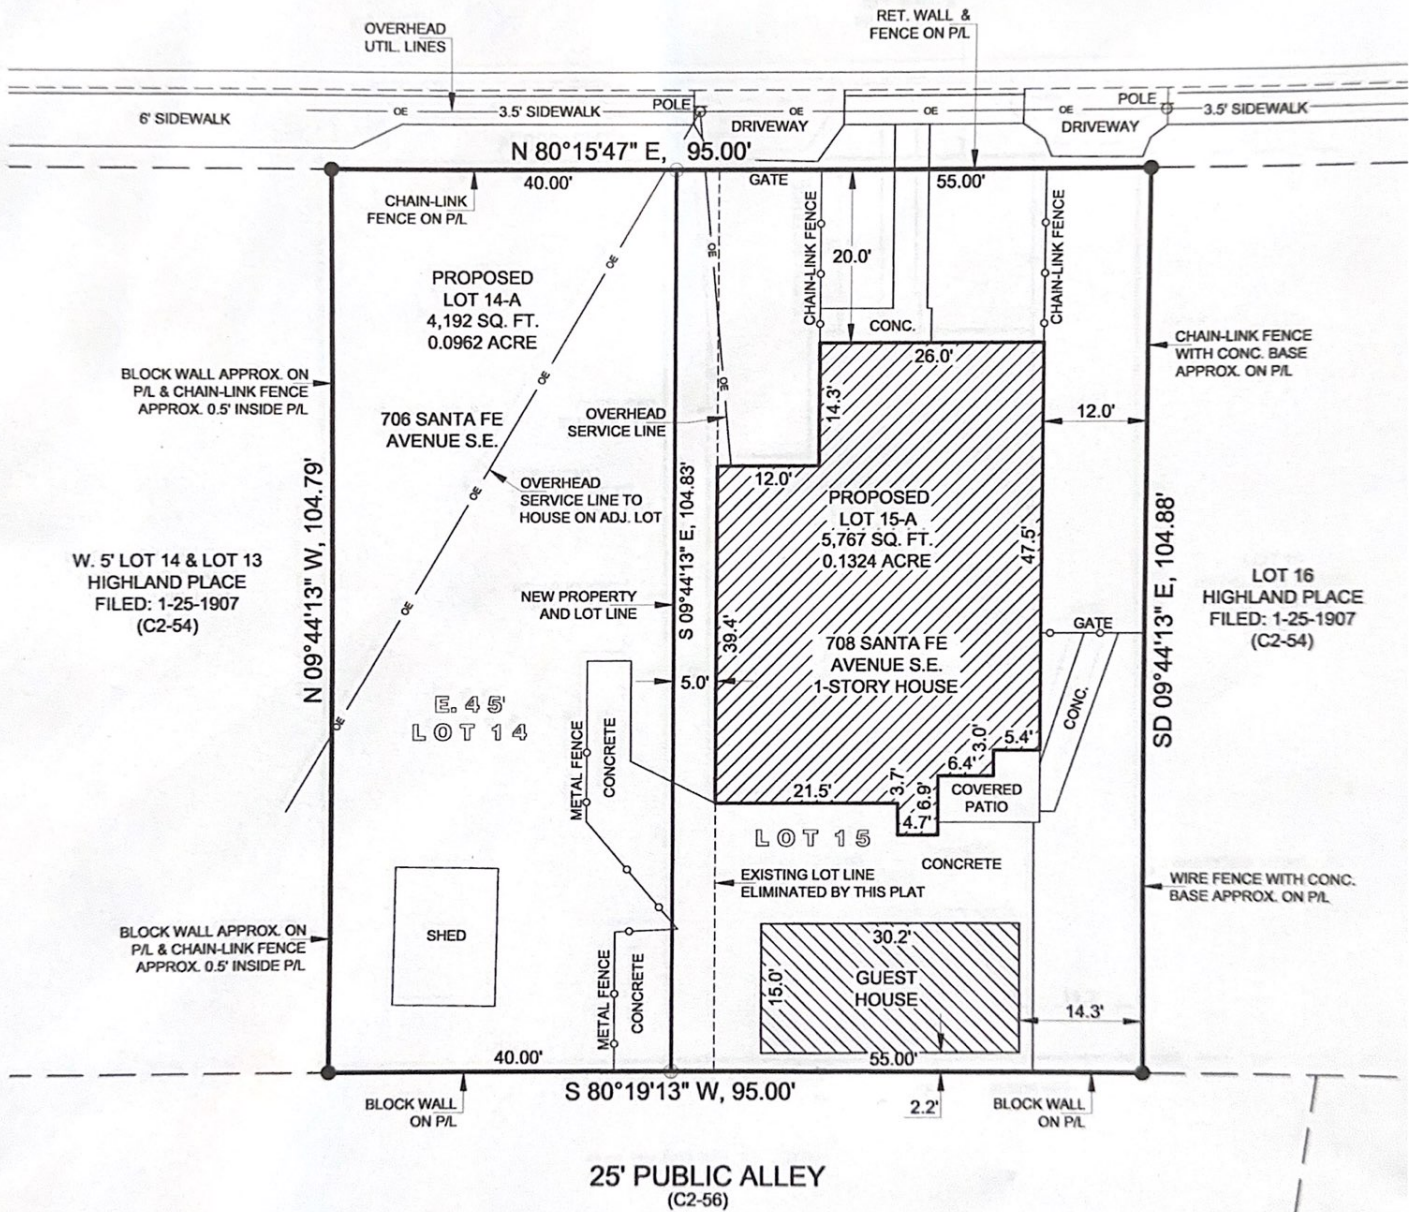 OVERHEAD
UTIL. LINES
RET. WALL &
FENCE ON P/L
6' SIDEWALK
OE
3.5' SIDEWALK
POLE
OE
DRIVEWAY
OE
OE
POLE
DRIVEWAY
3.5' SIDEWALK
N 80°15'47" E, 95.00'
40.00'
GATE
55.00'
CHAIN-LINK
FENCE ON P/L
CHAIN-LINK FENCE
CHAIN-LINK FENCE
OE
OE
20.0'
PROPOSED
LOT 14-A
4,192 SQ. FT.
0.0962 ACRE
CONC.
26.0'
CHAIN-LINK FENCE
WITH CONC. BASE
APPROX. ON P/L
BLOCK WALL APPROX. ON
P/L & CHAIN-LINK FENCE
APPROX. 0.5' INSIDE P/L
OE
OE
14.3'
12.0'
706 SANTA FE
AVENUE S.E.
OVERHEAD
SERVICE LINE
12.0'
OE
OVERHEAD
SERVICE LINE TO
HOUSE ON ADJ. LOT
N 09°44'13" W, 104.79'
S 09°44'13" E, 104.83'
PROPOSED
LOT 15-A
5,767 SQ. FT.
0.1324 ACRE
47.5'
SD 09°44'13" E, 104.88'
W. 5' LOT 14 & LOT 13
HIGHLAND PLACE
FILED: 1-25-1907
(C2-54)
LOT 16
HIGHLAND PLACE
FILED: 1-25-1907
(C2-54)
NEW PROPERTY
AND LOT LINE
OE
39.4'
GATE
708 SANTA FE
AVENUE S.E.
1-STORY HOUSE
5.0'
E. 45'
LOT 14
OE
METAL FENCE
CONCRETE
CONC.
3.0'
5.4'
6.4'
21.5'
3.7'
6.9'
4.7'
COVERED
PATIO
LOT 15
CONCRETE
EXISTING LOT LINE
ELIMINATED BY THIS PLAT
WIRE FENCE WITH CONC.
BASE APPROX. ON P/L
BLOCK WALL APPROX. ON
P/L & CHAIN-LINK FENCE
APPROX. 0.5' INSIDE P/L
SHED
METAL FENCE
CONCRETE
30.2'
15.0'
GUEST
HOUSE
14.3'
40.00'
55.00'
S 80°19'13" W, 95.00'
BLOCK WALL
ON P/L
2.2'
BLOCK WALL
ON P/L
25' PUBLIC ALLEY
(C2-56)